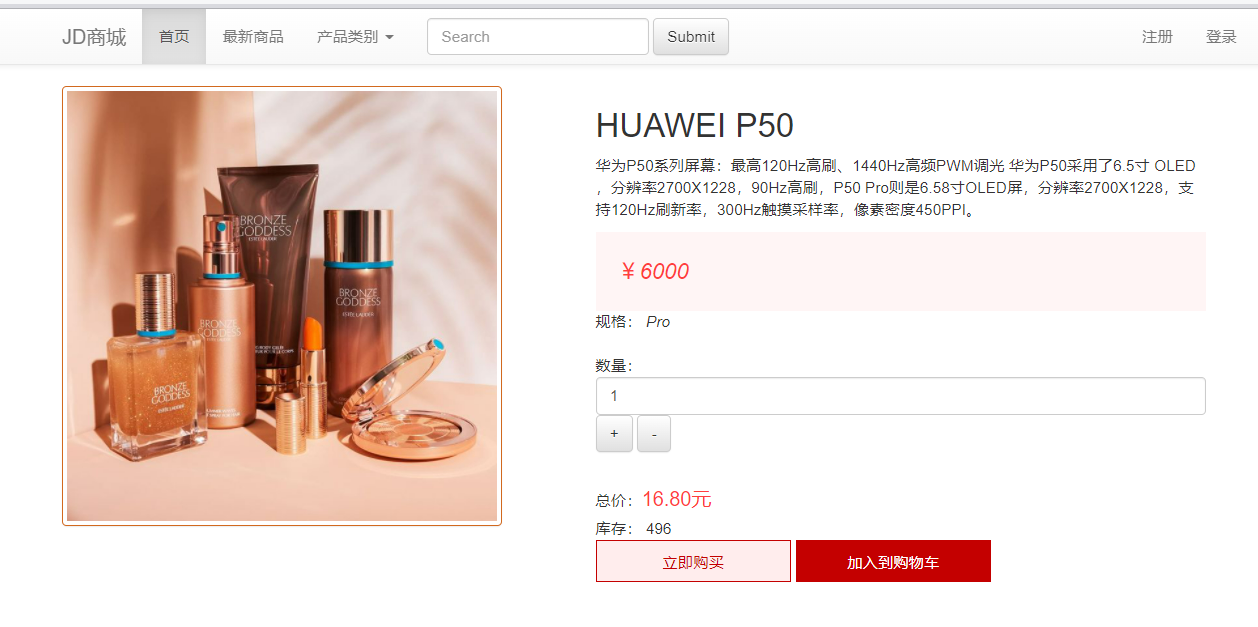 JD商城 首页 最新商品 产品类别 Search Submit 注册 登录
BRONZE
GODDESS
ESTĒE LAUDER
BRONZE
GODDESS
ESTĒE LAUDER
BRONZE
GODDESS
BRONZE
GODDESS
ESTĒE LAUDER
HUAWEI P50
华为P50系列屏幕：最高120Hz高刷、1440Hz高频PWM调光 华为P50采用了6.5寸 OLED
，分辨率2700X1228，90Hz高刷，P50 Pro则是6.58寸OLED屏，分辨率2700X1228，支
持120Hz刷新率，300Hz触摸采样率，像素密度450PPI。
¥ 6000
规格： Pro
数量：
1
+ -
总价：16.80元
库存： 496
立即购买 加入到购物车